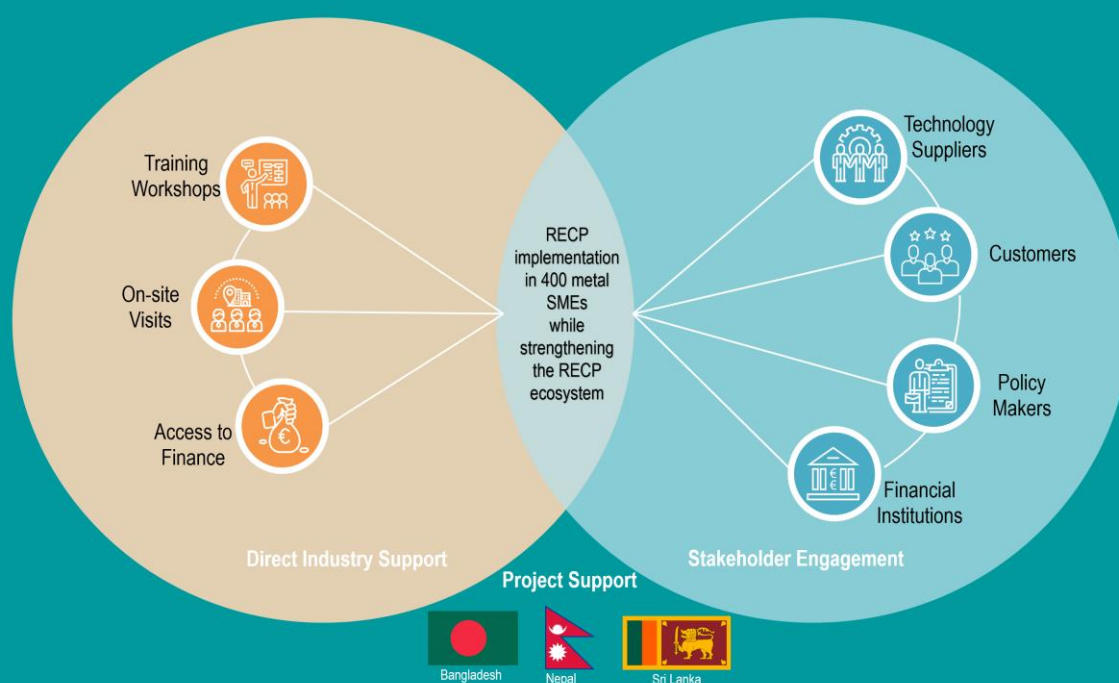 Training
Workshops
On-site
Visits
Access to
Finance
Direct Industry Support
RECP
implementation
in 400 metal
SMEs
while
strengthening
the RECP
ecosystem
Technology
Suppliers
Customers
Policy
Makers
Financial
Institutions
Stakeholder Engagement
Project Support
Bangladesh
Nepal
Sri Lanka